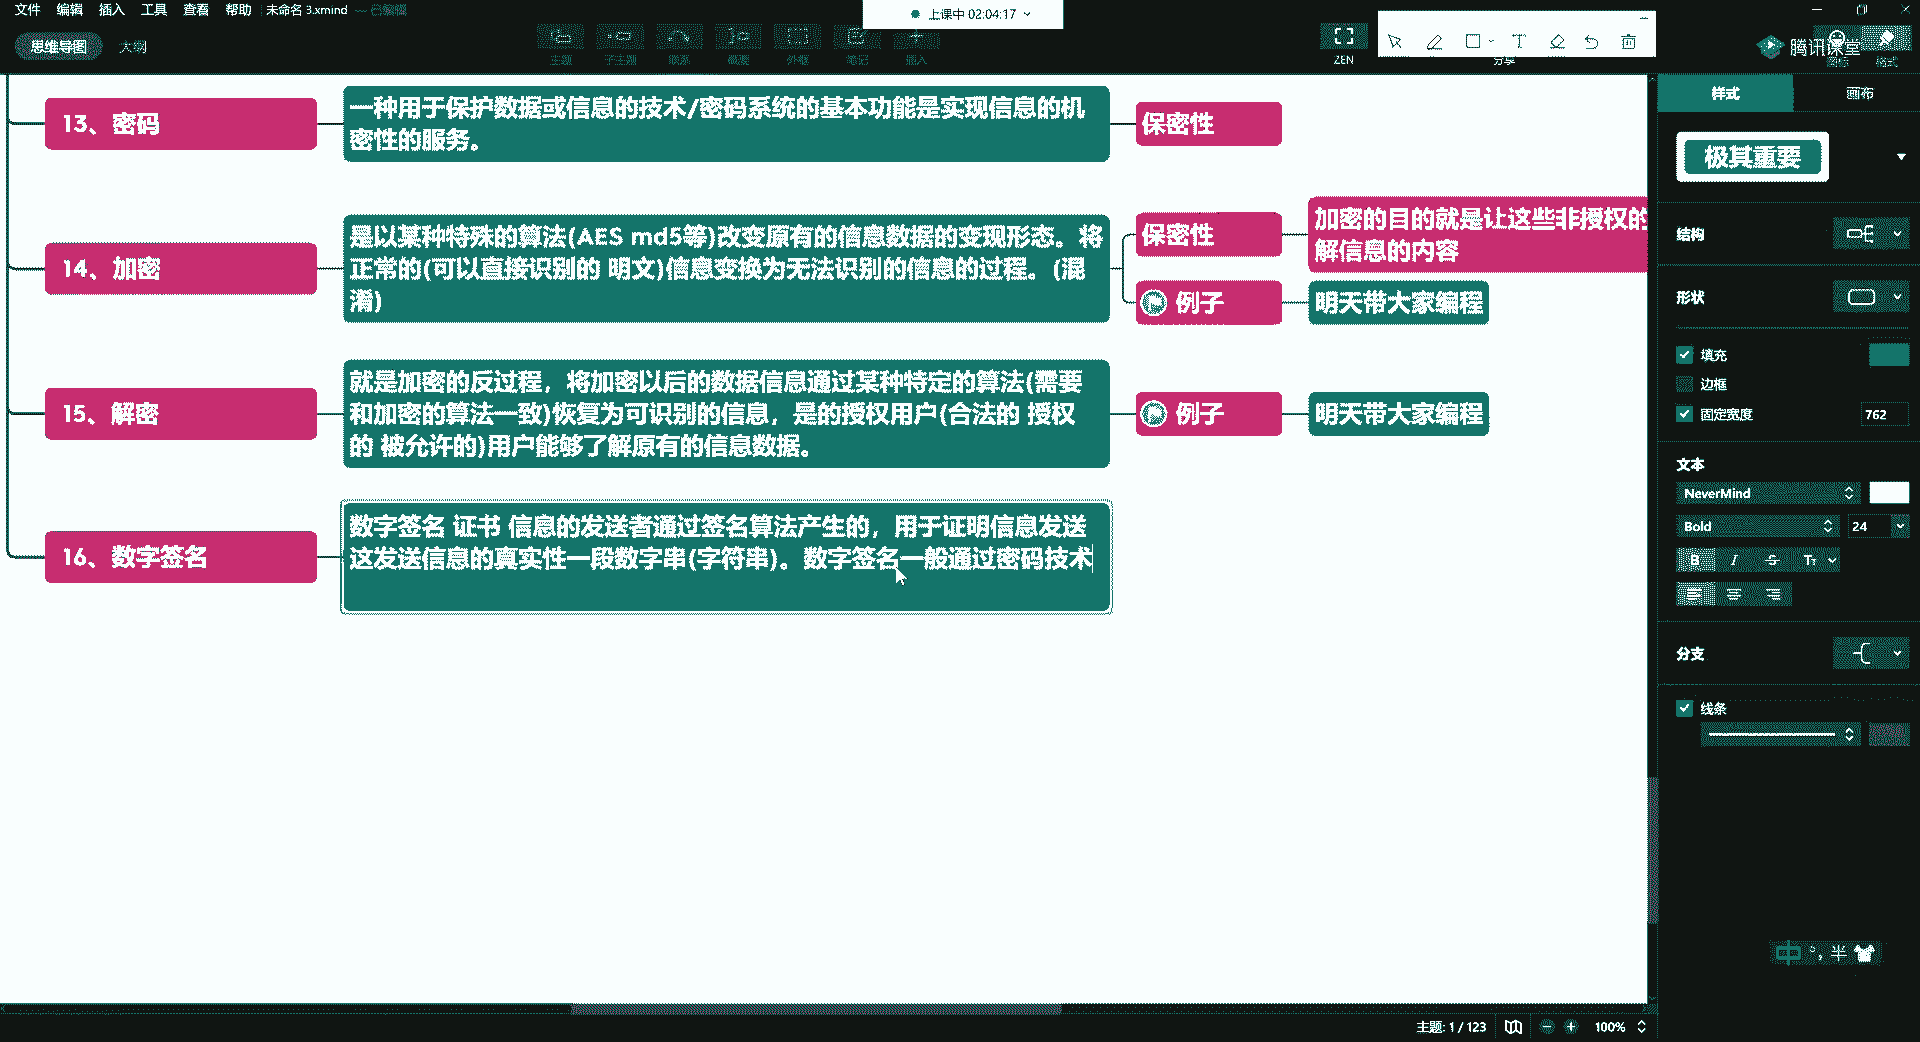 文件 编辑 插入 工具 查看 帮助 未命名 3.xmind — 已编辑
上课中 02:04:17
思维导图 大纲
主题 子主题 联系 概要 外框 笔记 插入
ZEN 分享
腾讯课堂
图标 格式
13、密码
一种用于保护数据或信息的技术/密码系统的基本功能是实现信息的机
密性的服务。
保密性
14、加密
是以某种特殊的算法(AES md5等)改变原有的信息数据的变现形态。将
正常的(可以直接识别的 明文)信息变换为无法识别的信息的过程。(混
淆)
保密性
加密的目的就是让这些非授权的
解信息的内容
例子
明天带大家编程
15、解密
就是加密的反过程，将加密以后的数据信息通过某种特定的算法(需要
和加密的算法一致)恢复为可识别的信息，是的授权用户(合法的 授权
的 被允许的)用户能够了解原有的信息数据。
例子
明天带大家编程
16、数字签名
数字签名 证书 信息的发送者通过签名算法产生的，用于证明信息发送
这发送信息的真实性一段数字串(字符串)。数字签名一般通过密码技术
样式 画布
极其重要
结构
形状
填充
边框
固定宽度 762
文本
NeverMind
Bold 24
B I S Tт
分支
线条
中 °, 半
主题: 1 / 123 100%